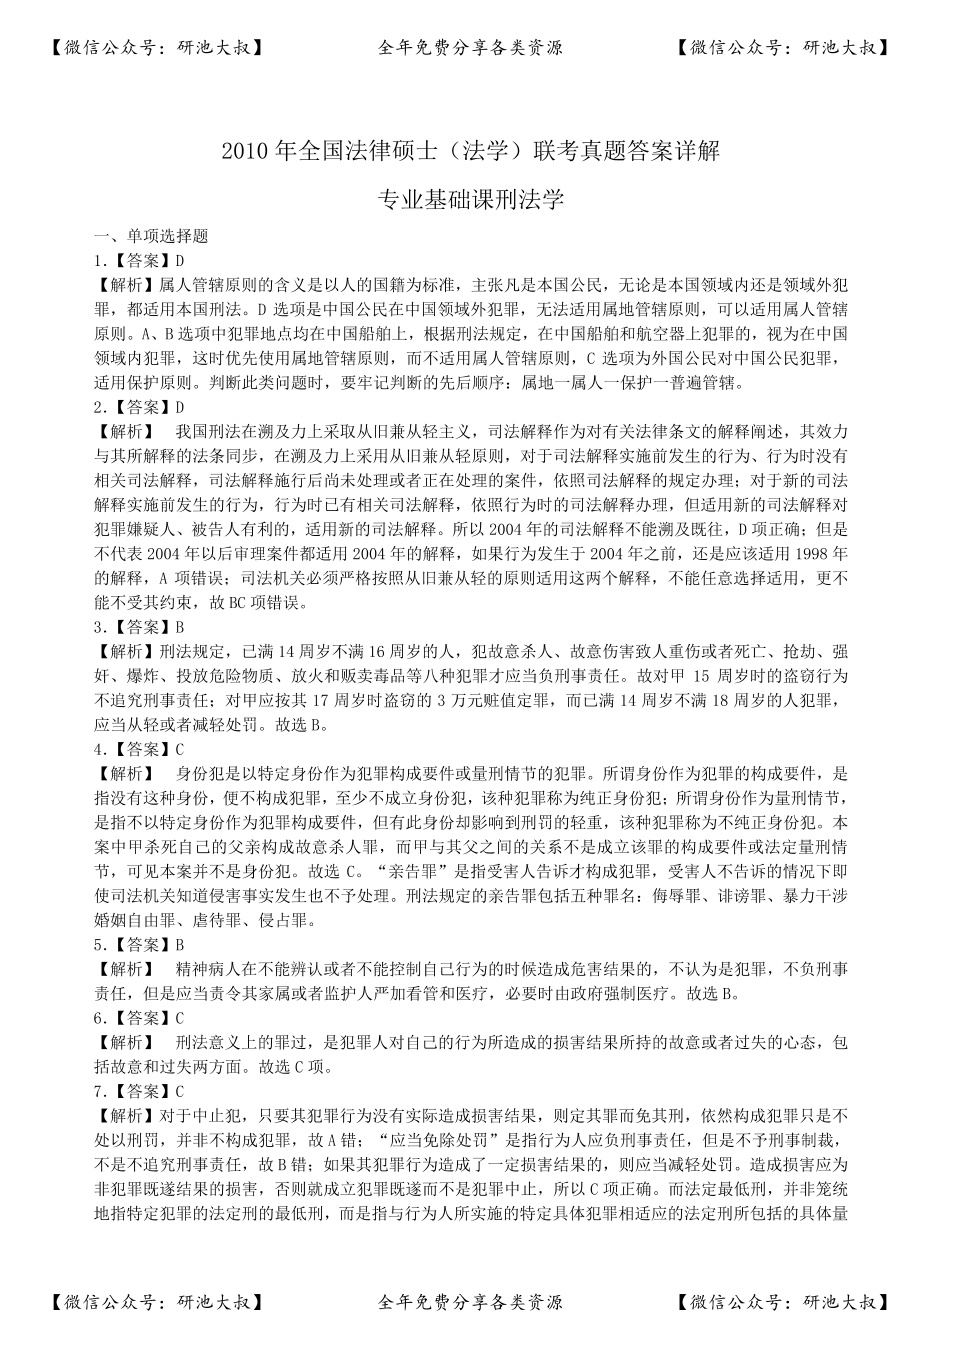 【微信公众号：研池大叔】 全年免费分享各类资源 【微信公众号：研池大叔】
2010 年全国法律硕士（法学）联考真题答案详解
专业基础课刑法学
一、单项选择题
1.【答案】D
【解析】属人管辖原则的含义是以人的国籍为标准，主张凡是本国公民，无论是本国领域内还是领域外犯
罪，都适用本国刑法。D 选项是中国公民在中国领域外犯罪，无法适用属地管辖原则，可以适用属人管辖
原则。A、B 选项中犯罪地点均在中国船舶上，根据刑法规定，在中国船舶和航空器上犯罪的，视为在中国
领域内犯罪，这时优先使用属地管辖原则，而不适用属人管辖原则，C 选项为外国公民对中国公民犯罪，
适用保护原则。判断此类问题时，要牢记判断的先后顺序：属地一属人一保护一普遍管辖。
2.【答案】D
【解析】 我国刑法在溯及力上采取从旧兼从轻主义，司法解释作为对有关法律条文的解释阐述，其效力
与其所解释的法条同步，在溯及力上采用从旧兼从轻原则，对于司法解释实施前发生的行为、行为时没有
相关司法解释，司法解释施行后尚未处理或者正在处理的案件，依照司法解释的规定办理；对于新的司法
解释实施前发生的行为，行为时已有相关司法解释，依照行为时的司法解释办理，但适用新的司法解释对
犯罪嫌疑人、被告人有利的，适用新的司法解释。所以 2004 年的司法解释不能溯及既往，D 项正确；但是
不代表 2004 年以后审理案件都适用 2004 年的解释，如果行为发生于 2004 年之前，还是应该适用 1998 年
的解释，A 项错误；司法机关必须严格按照从旧兼从轻的原则适用这两个解释，不能任意选择适用，更不
能不受其约束，故 BC 项错误。
3.【答案】B
【解析】刑法规定，已满 14 周岁不满 16 周岁的人，犯故意杀人、故意伤害致人重伤或者死亡、抢劫、强
奸、爆炸、投放危险物质、放火和贩卖毒品等八种犯罪才应当负刑事责任。故对甲 15 周岁时的盗窃行为
不追究刑事责任；对甲应按其 17 周岁时盗窃的 3 万元赃值定罪，而已满 14 周岁不满 18 周岁的人犯罪，
应当从轻或者减轻处罚。故选 B。
4.【答案】C
【解析】 身份犯是以特定身份作为犯罪构成要件或量刑情节的犯罪。所谓身份作为犯罪的构成要件，是
指没有这种身份，便不构成犯罪，至少不成立身份犯，该种犯罪称为纯正身份犯；所谓身份作为量刑情节，
是指不以特定身份作为犯罪构成要件，但有此身份却影响到刑罚的轻重，该种犯罪称为不纯正身份犯。本
案中甲杀死自己的父亲构成故意杀人罪，而甲与其父之间的关系不是成立该罪的构成要件或法定量刑情
节，可见本案并不是身份犯。故选 C。“亲告罪”是指受害人告诉才构成犯罪，受害人不告诉的情况下即
使司法机关知道侵害事实发生也不予处理。刑法规定的亲告罪包括五种罪名：侮辱罪、诽谤罪、暴力干涉
婚姻自由罪、虐待罪、侵占罪。
5.【答案】B
【解析】 精神病人在不能辨认或者不能控制自己行为的时候造成危害结果的，不认为是犯罪，不负刑事
责任，但是应当责令其家属或者监护人严加看管和医疗，必要时由政府强制医疗。故选 B。
6.【答案】C
【解析】 刑法意义上的罪过，是犯罪人对自己的行为所造成的损害结果所持的故意或者过失的心态，包
括故意和过失两方面。故选 C 项。
7.【答案】C
【解析】对于中止犯，只要其犯罪行为没有实际造成损害结果，则定其罪而免其刑，依然构成犯罪只是不
处以刑罚，并非不构成犯罪，故 A 错；“应当免除处罚”是指行为人应负刑事责任，但是不予刑事制裁，
不是不追究刑事责任，故 B 错；如果其犯罪行为造成了一定损害结果的，则应当减轻处罚。造成损害应为
非犯罪既遂结果的损害，否则就成立犯罪既遂而不是犯罪中止，所以 C 项正确。而法定最低刑，并非笼统
地指特定犯罪的法定刑的最低刑，而是指与行为人所实施的特定具体犯罪相适应的法定刑所包括的具体量
【微信公众号：研池大叔】 全年免费分享各类资源 【微信公众号：研池大叔】